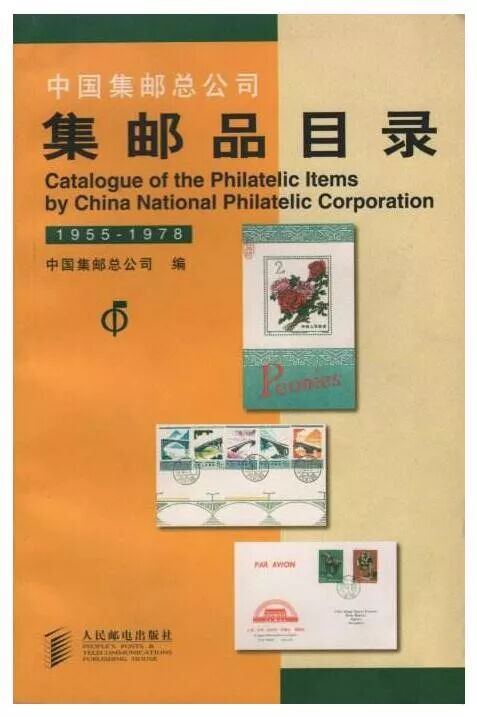 中国集邮总公司
集邮品目录
Catalogue of the Philatelic Items
by China National Philatelic Corporation
1955-1978
中国集邮总公司 编
2
Peonies
PAR AVION
人民邮电出版社
PEOPLE'S POSTS &
TELECOMMUNICATIONS
PUBLISHING HOUSE